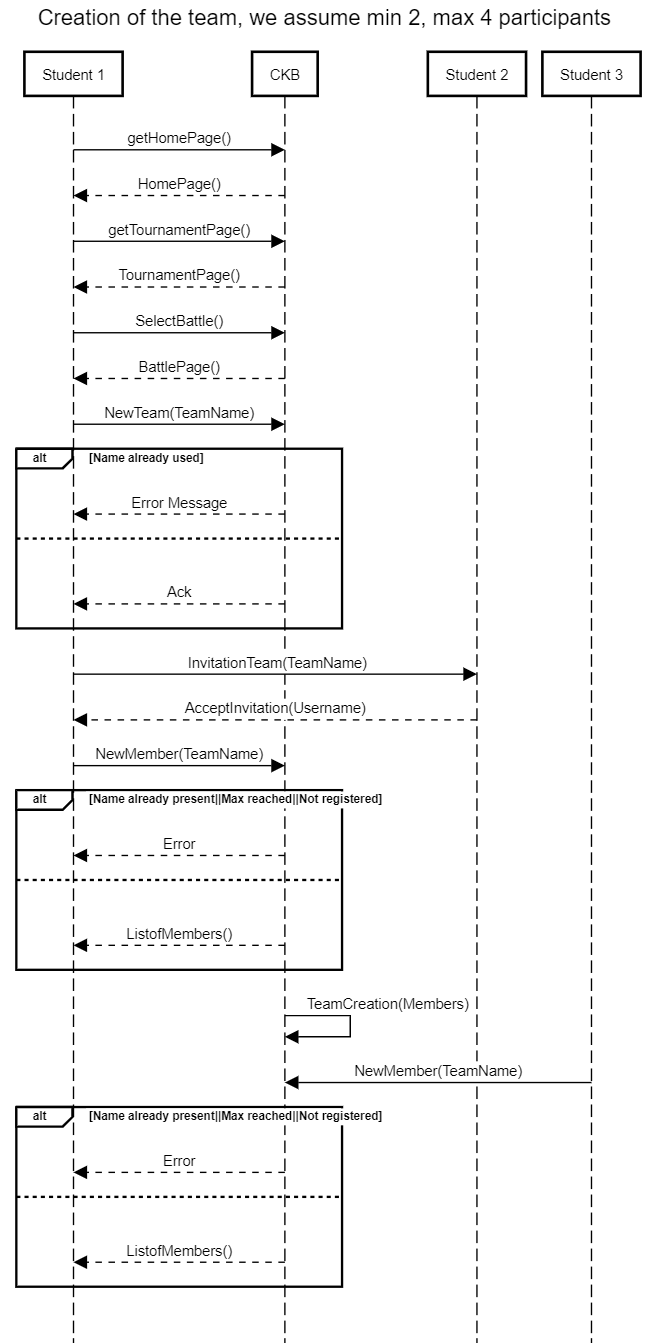 Creation of the team, we assume min 2, max 4 participants
Student 1
CKB
Student 2
Student 3
getHomePage()
HomePage()
getTournamentPage()
TournamentPage()
SelectBattle()
BattlePage()
NewTeam(TeamName)
alt
[Name already used]
Error Message
Ack
InvitationTeam(TeamName)
AcceptInvitation(Username)
NewMember(TeamName)
alt
[Name already present||Max reached||Not registered]
Error
ListofMembers()
TeamCreation(Members)
NewMember(TeamName)
alt
[Name already present||Max reached||Not registered]
Error
ListofMembers()